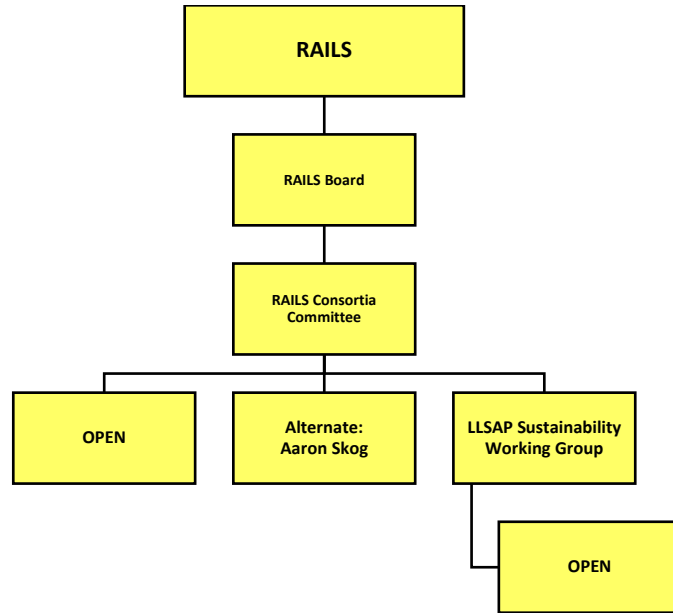 RAILS
RAILS Board
RAILS Consortia
Committee
OPEN
Alternate:
Aaron Skog
LLSAP Sustainability
Working Group
OPEN